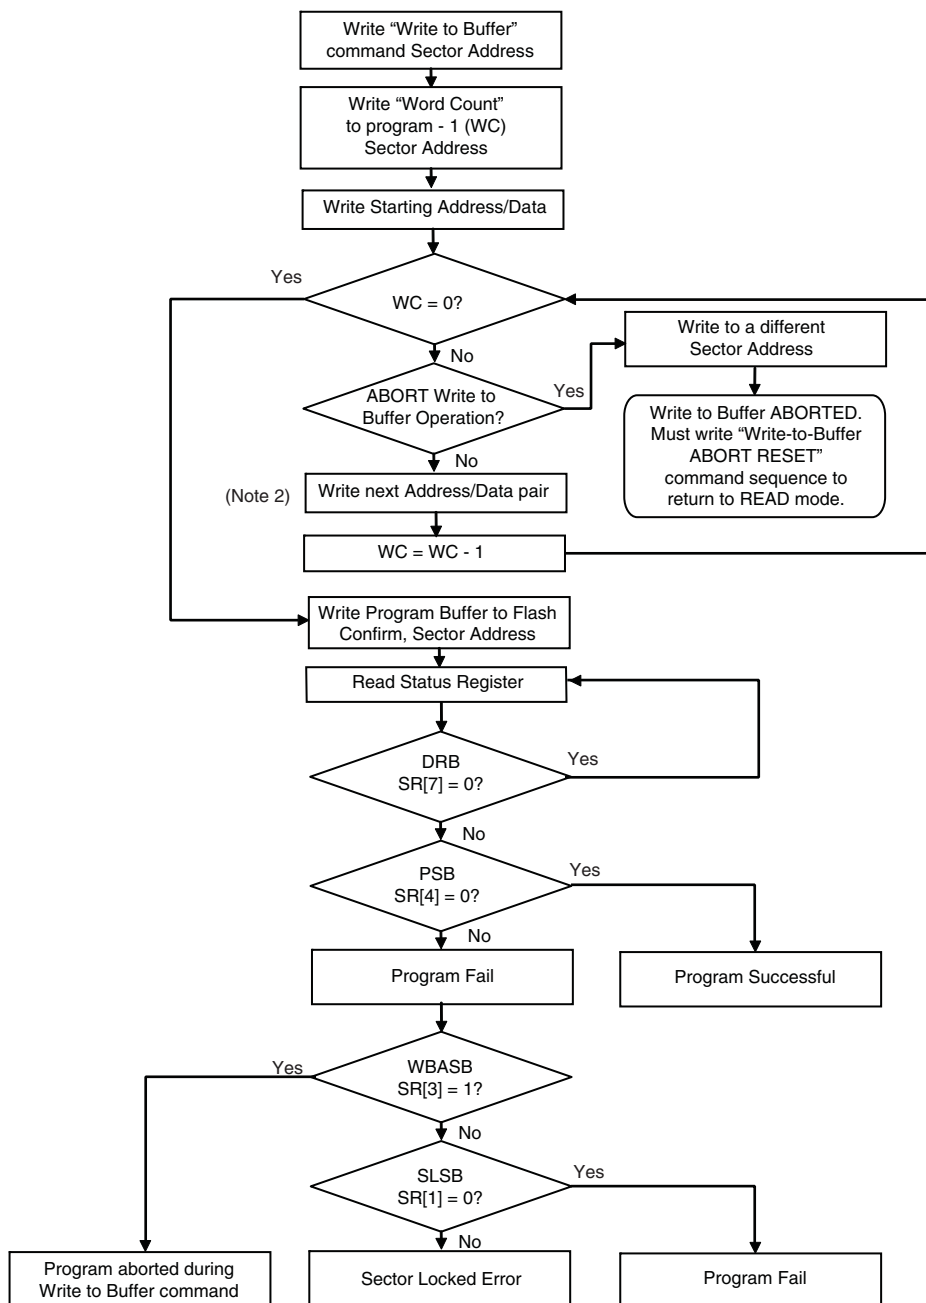 Write “Write to Buffer”
command Sector Address
Write “Word Count”
to program - 1 (WC)
Sector Address
Write Starting Address/Data
Yes
WC = 0?
Write to a different
Sector Address
No
ABORT Write to
Buffer Operation?
Yes
Write to Buffer ABORTED.
Must write “Write-to-Buffer
ABORT RESET”
command sequence to
return to READ mode.
No
(Note 2)
Write next Address/Data pair
WC = WC - 1
Write Program Buffer to Flash
Confirm, Sector Address
Read Status Register
DRB
SR[7] = 0?
Yes
No
PSB
SR[4] = 0?
Yes
No
Program Fail
Program Successful
Yes
WBASB
SR[3] = 1?
No
SLSB
SR[1] = 0?
Yes
No
Program aborted during
Write to Buffer command
Sector Locked Error
Program Fail